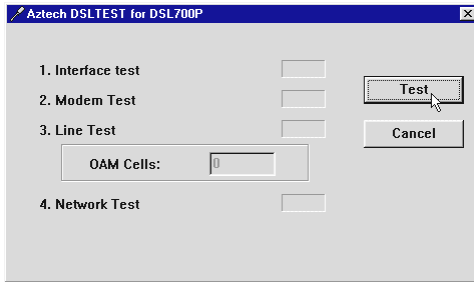 Aztech DSLTEST for DSL700P
1. Interface test
2. Modem Test
3. Line Test
OAM Cells: 0
4. Network Test
Test
Cancel